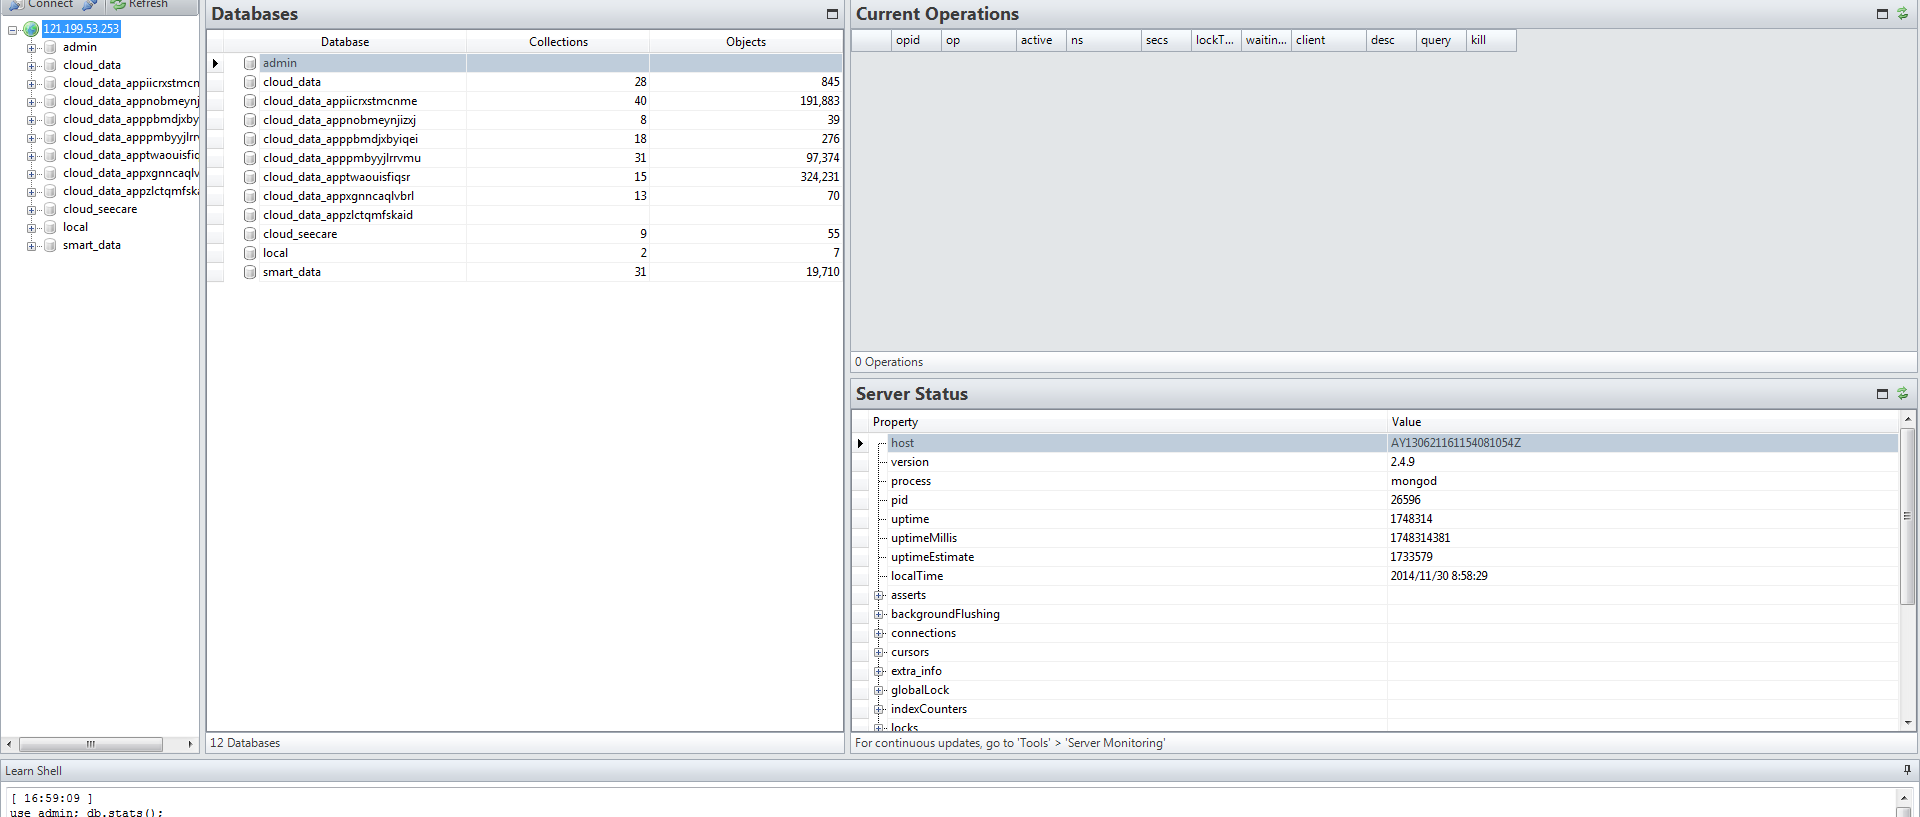 Connect Refresh
121.199.53.253
admin
cloud_data
cloud_data_appiicrxstmcn
cloud_data_appnobmeynj
cloud_data_apppbmdjxby
cloud_data_apppmbyyjlrr
cloud_data_apptwaouisfiq
cloud_data_appxgnncaqlv
cloud_data_appzlctqmfska
cloud_seecare
local
smart_data
Databases
Database Collections Objects
admin
cloud_data 28 845
cloud_data_appiicrxstmcnme 40 191,883
cloud_data_appnobmeynjizxj 8 39
cloud_data_apppbmdjxbyiqei 18 276
cloud_data_apppmbyyjlrrvmu 31 97,374
cloud_data_apptwaouisfiqsr 15 324,231
cloud_data_appxgnncaqlvbrl 13 70
cloud_data_appzlctqmfskaid
cloud_seecare 9 55
local 2 7
smart_data 31 19,710
12 Databases
Current Operations
opid op active ns secs lockT... waitin... client desc query kill
0 Operations
Server Status
Property Value
host AY130621161154081054Z
version 2.4.9
process mongod
pid 26596
uptime 1748314
uptimeMillis 1748314381
uptimeEstimate 1733579
localTime 2014/11/30 8:58:29
asserts
backgroundFlushing
connections
cursors
extra_info
globalLock
indexCounters
locks
For continuous updates, go to 'Tools' > 'Server Monitoring'
Learn Shell
[ 16:59:09 ]
use admin; db.stats();